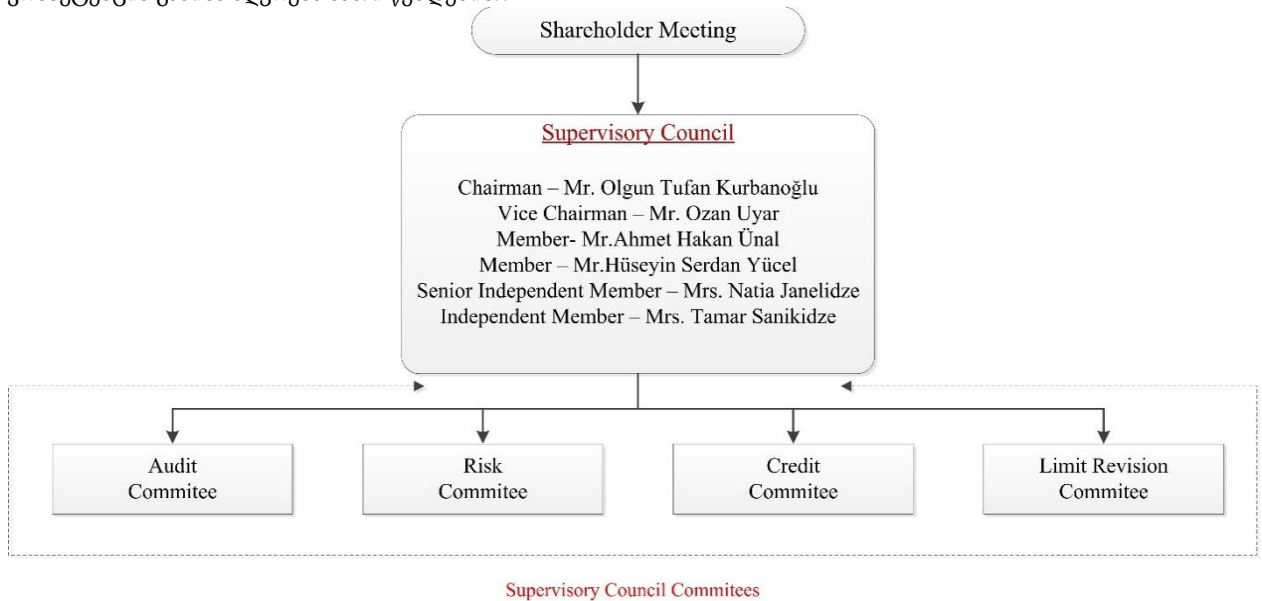 Shareholder Meeting
Supervisory Council
Chairman – Mr. Olgun Tufan Kurbanoğlu
Vice Chairman – Mr. Ozan Uyar
Member- Mr.Ahmet Hakan Ünal
Member – Mr.Hüseyin Serdan Yücel
Senior Independent Member – Mrs. Natia Janelidze
Independent Member – Mrs. Tamar Sanikidze
Audit
Commitee
Risk
Commitee
Credit
Commitee
Limit Revision
Commitee
Supervisory Council Commitees